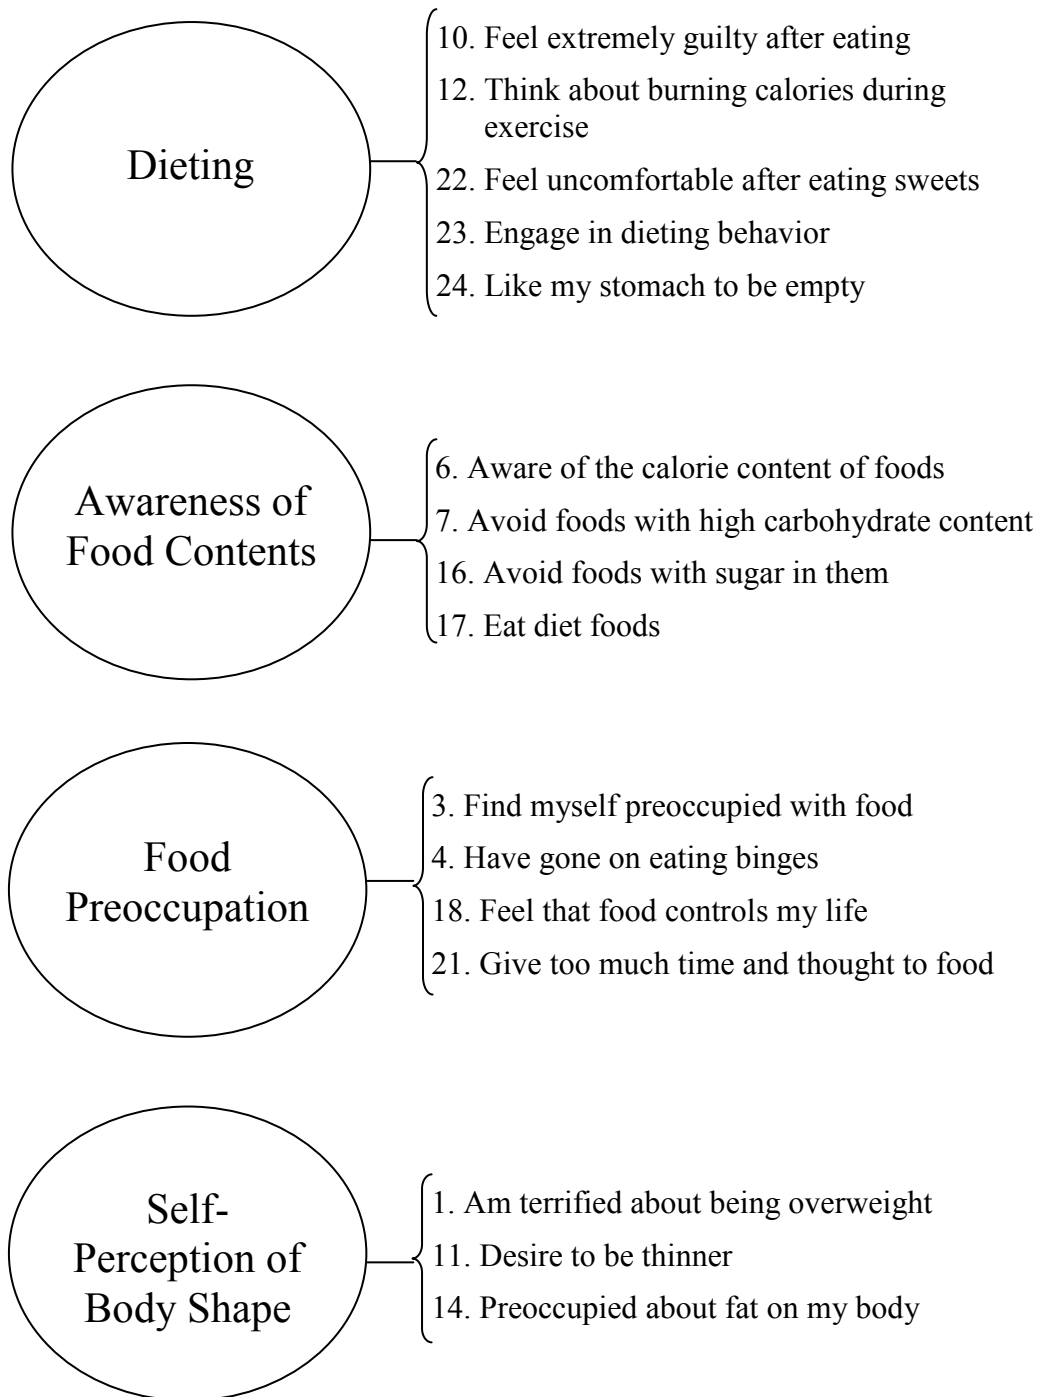 Dieting
10. Feel extremely guilty after eating
12. Think about burning calories during
exercise
22. Feel uncomfortable after eating sweets
23. Engage in dieting behavior
24. Like my stomach to be empty
Awareness of
Food Contents
6. Aware of the calorie content of foods
7. Avoid foods with high carbohydrate content
16. Avoid foods with sugar in them
17. Eat diet foods
Food
Preoccupation
3. Find myself preoccupied with food
4. Have gone on eating binges
18. Feel that food controls my life
21. Give too much time and thought to food
Self-
Perception of
Body Shape
1. Am terrified about being overweight
11. Desire to be thinner
14. Preoccupied about fat on my body